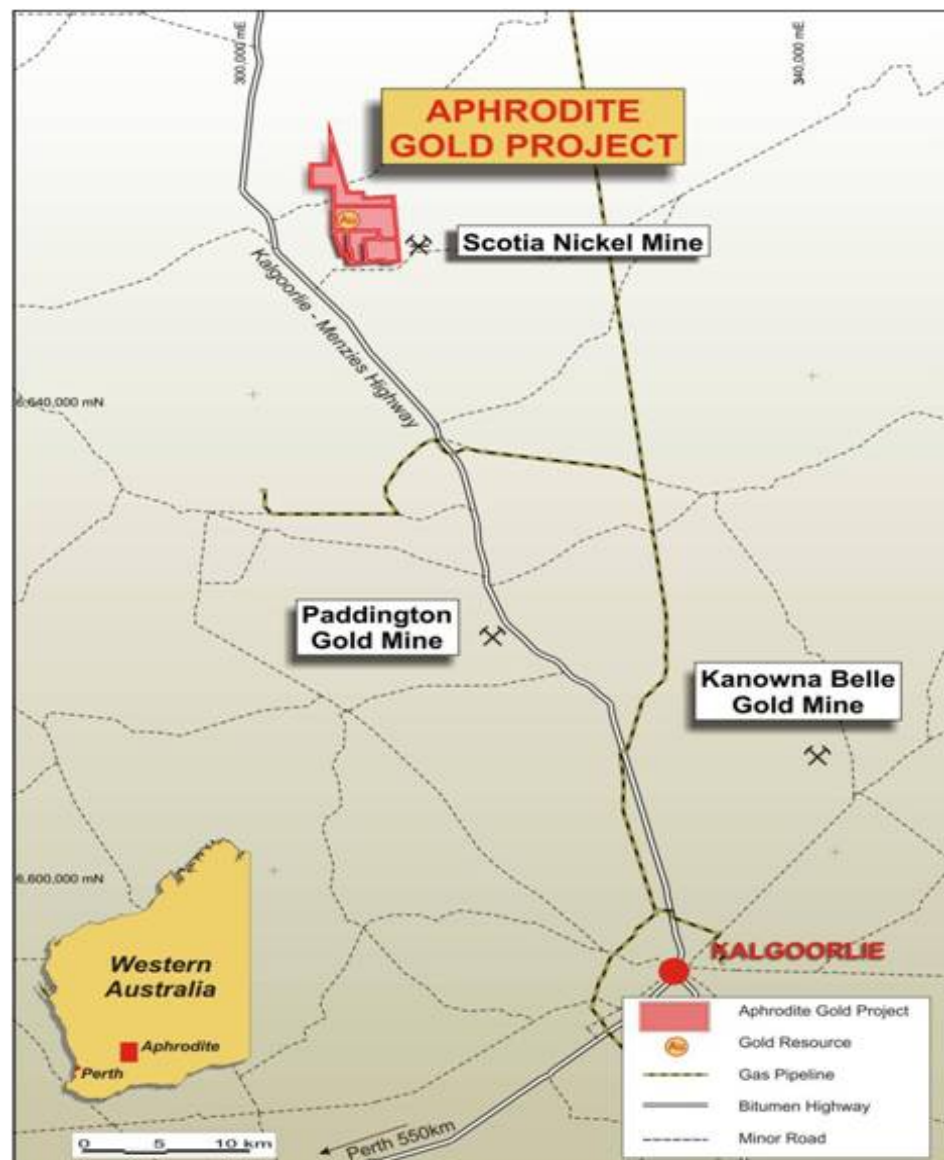 300,000 mE
340,000 mE
APHRODITE
GOLD PROJECT
Au
Scotia Nickel Mine
Kalgoorlie - Menzies Highway
6,640,000 mN
Paddington
Gold Mine
Kanowna Belle
Gold Mine
6,600,000 mN
KALGOORLIE
Western
Australia
Aphrodite
Perth
Aphrodite Gold Project
Au
Gold Resource
Gas Pipeline
Bitumen Highway
Minor Road
0 5 10 km
Perth 550km